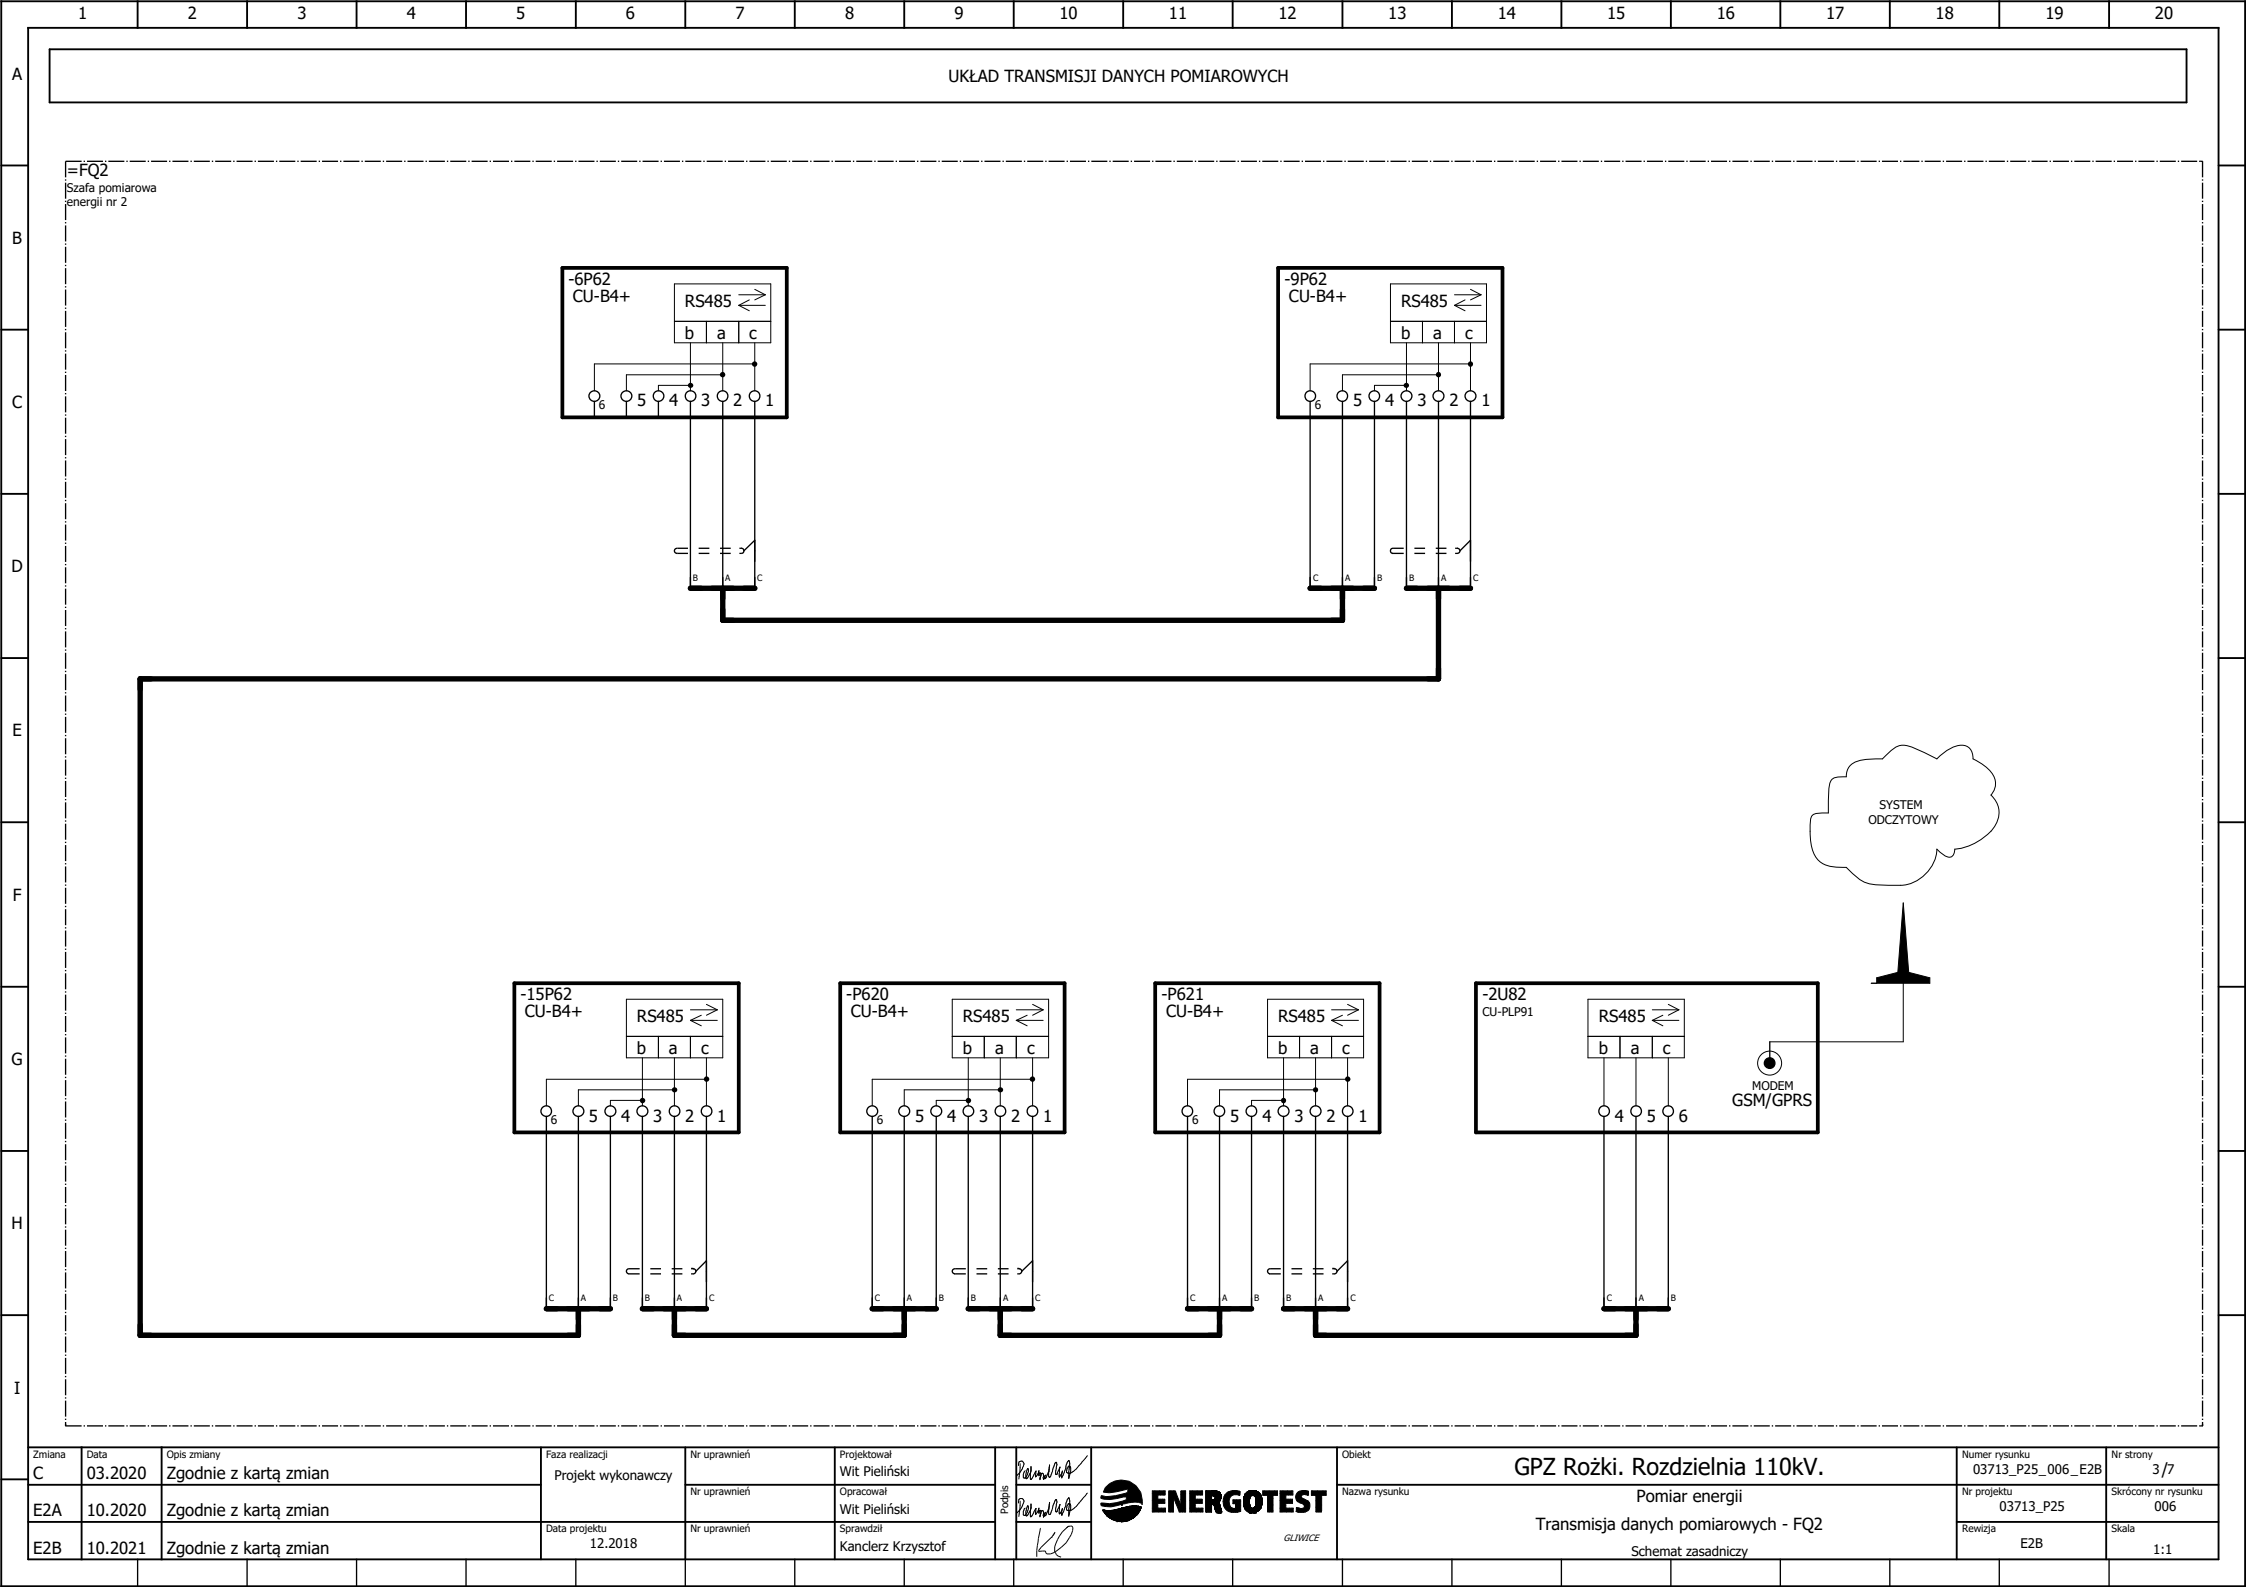 1 2 3 4 5 6 7 8 9 10 11 12 13 14 15 16 17 18 19 20
A
UKŁAD TRANSMISJI DANYCH POMIAROWYCH
=FQ2
Szafa pomiarowa
energii nr 2
B
-6P62
CU-B4+
RS485
b a c
6 5 4 3 2 1
-9P62
CU-B4+
RS485
b a c
6 5 4 3 2 1
C
D
B A C
C A B B A C
E
SYSTEM
ODCZYTOWY
F
-15P62
CU-B4+
RS485
b a c
6 5 4 3 2 1
-P620
CU-B4+
RS485
b a c
6 5 4 3 2 1
-P621
CU-B4+
RS485
b a c
6 5 4 3 2 1
-2U82
CU-PLP91
RS485
b a c
4 5 6
MODEM
GSM/GPRS
G
H
C A B B A C
C A B B A C
C A B B A C
C A B
I
Zmiana Data Opis zmiany
C 03.2020 Zgodnie z kartą zmian
E2A 10.2020 Zgodnie z kartą zmian
E2B 10.2021 Zgodnie z kartą zmian
Faza realizacji
Projekt wykonawczy
Data projektu
12.2018
Nr uprawnień
Nr uprawnień
Nr uprawnień
Projektował
Wit Pieliński
Opracował
Wit Pieliński
Sprawdził
Kanclerz Krzysztof
Podpis
ENERGOTEST
GLIWICE
Obiekt
GPZ Rożki. Rozdzielnia 110kV.
Nazwa rysunku
Pomiar energii
Transmisja danych pomiarowych - FQ2
Schemat zasadniczy
Numer rysunku
03713_P25_006_E2B
Nr strony
3/7
Nr projektu
03713_P25
Skrócony nr rysunku
006
Rewizja
E2B
Skala
1:1